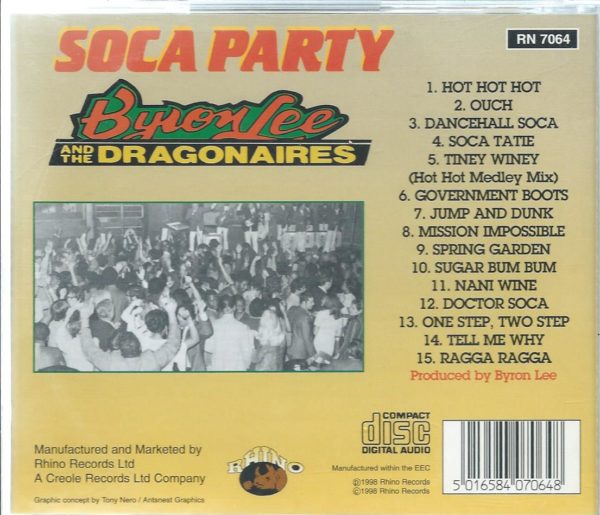 SOCA PARTY
RN 7064
Byron Lee
AND THE DRAGONAIRES
1. HOT HOT HOT
2. OUCH
3. DANCEHALL SOCA
4. SOCA TATIE
5. TINEY WINEY
(Hot Hot Medley Mix)
6. GOVERNMENT BOOTS
7. JUMP AND DUNK
8. MISSION IMPOSSIBLE
9. SPRING GARDEN
10. SUGAR BUM BUM
11. NANI WINE
12. DOCTOR SOCA
13. ONE STEP, TWO STEP
14. TELL ME WHY
15. RAGGA RAGGA
Produced by Byron Lee
Manufactured and Marketed by
Rhino Records Ltd
A Creole Records Ltd Company
Graphic concept by Tony Nero / Antsnest Graphics
RHINO
COMPACT
disc
DIGITAL AUDIO
Manufactured within the EEC
℗1998 Rhino Records
©1998 Rhino Records
5 016584 070648